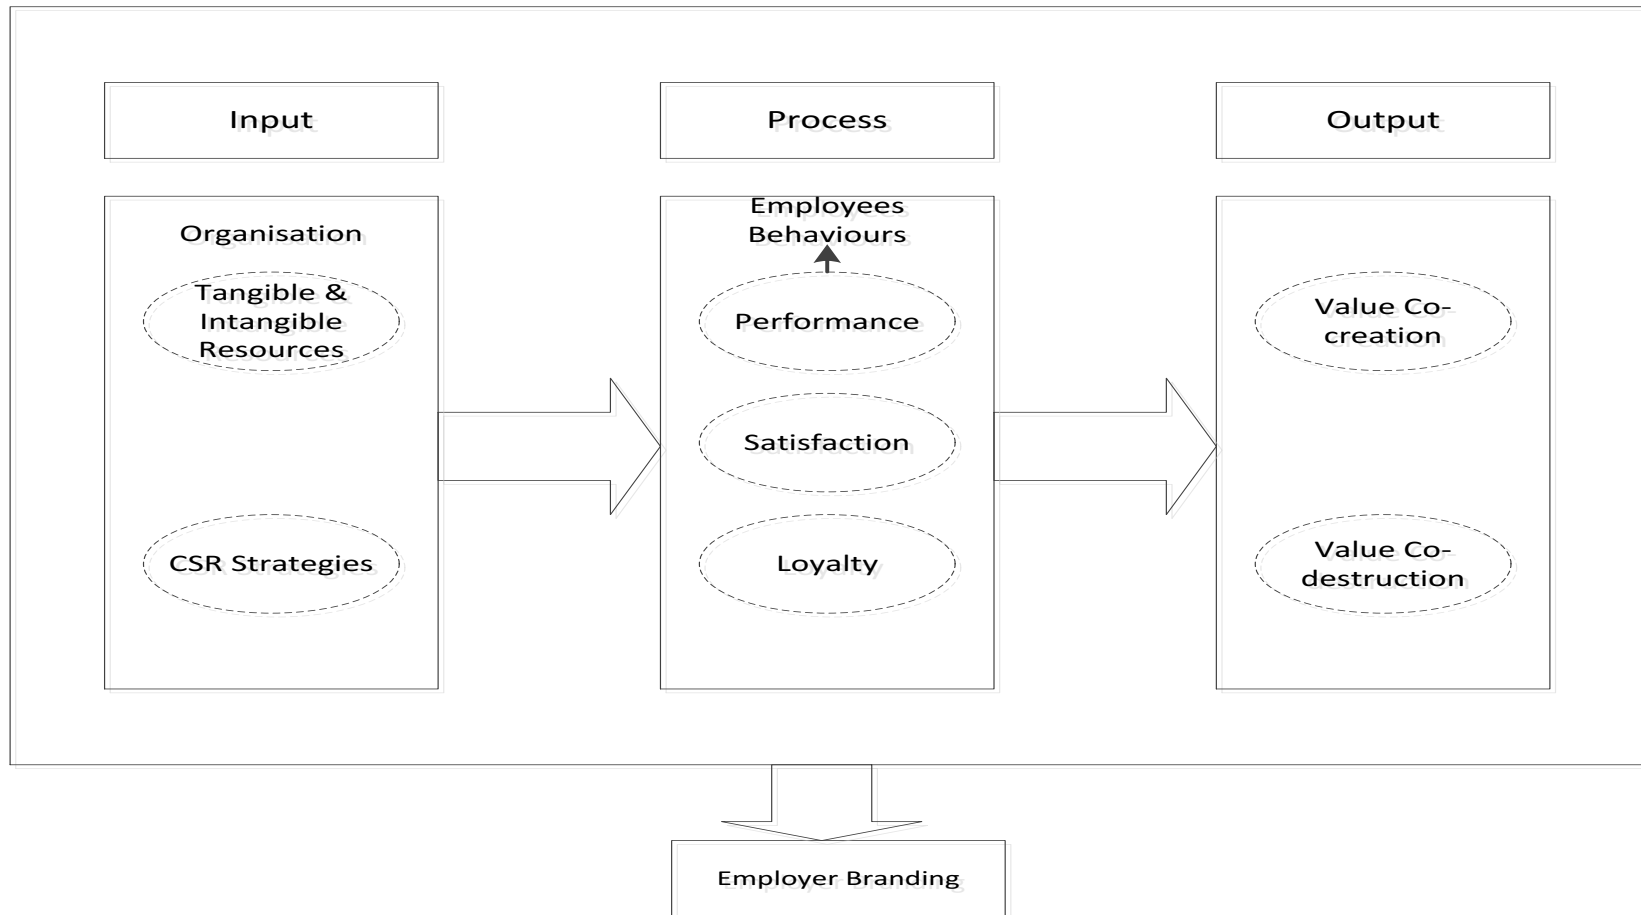 Input
Process
Output
Organisation
Tangible &
Intangible
Resources
CSR Strategies
Employees
Behaviours
Performance
Satisfaction
Loyalty
Value Co-
creation
Value Co-
destruction
Employer Branding